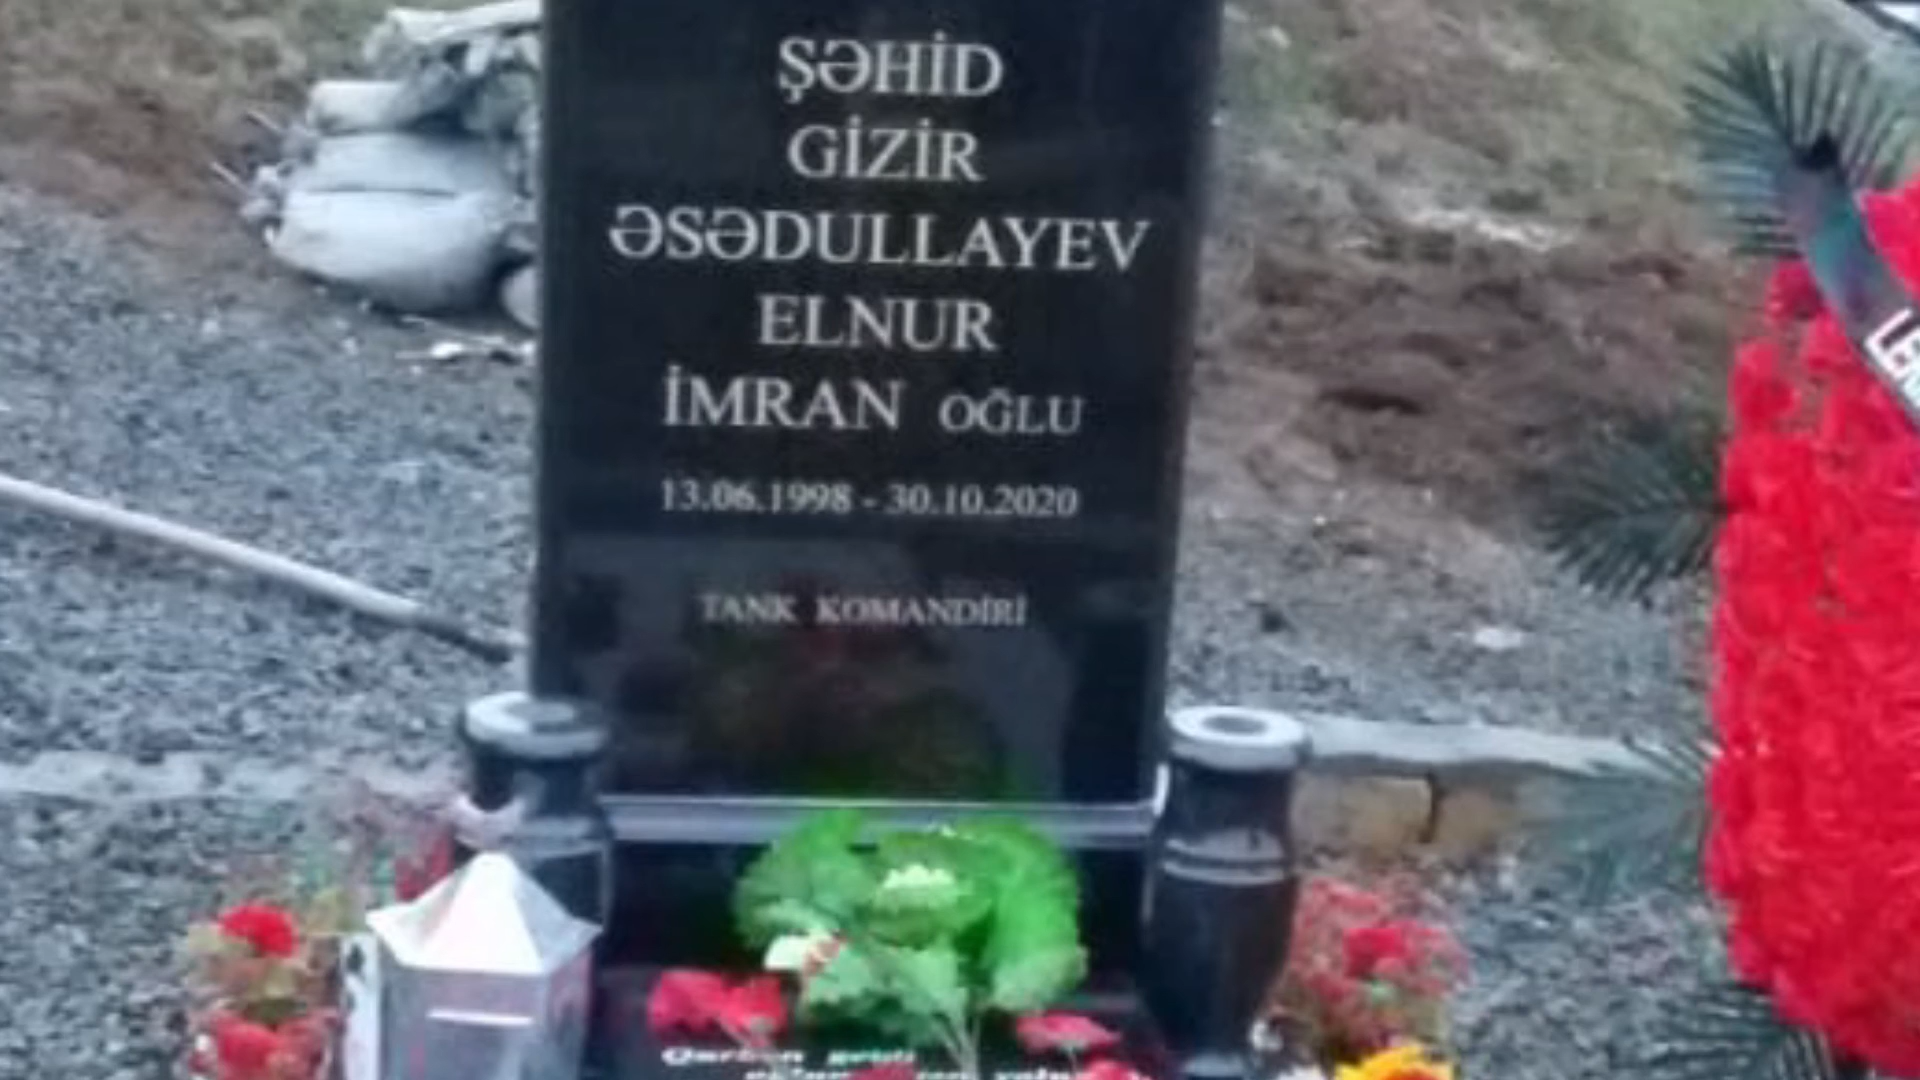 ŞƏHİD
GİZİR
ƏSƏDULLAYEV
ELNUR
İMRAN OĞLU
13.06.1998 - 30.10.2020
TANK KOMANDİRİ